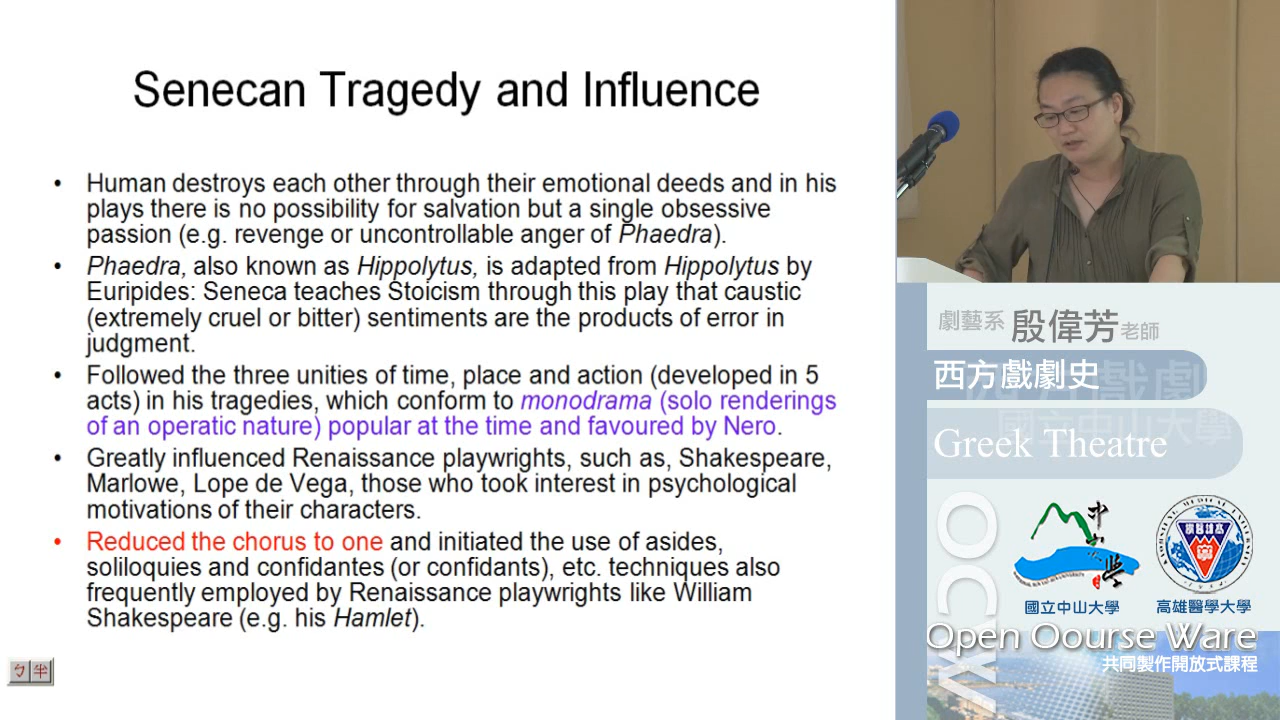 Senecan Tragedy and Influence
• Human destroys each other through their emotional deeds and in his
plays there is no possibility for salvation but a single obsessive
passion (e.g. revenge or uncontrollable anger of Phaedra).
• Phaedra, also known as Hippolytus, is adapted from Hippolytus by
Euripides: Seneca teaches Stoicism through this play that caustic
(extremely cruel or bitter) sentiments are the products of error in
judgment.
• Followed the three unities of time, place and action (developed in 5
acts) in his tragedies, which conform to monodrama (solo renderings
of an operatic nature) popular at the time and favoured by Nero.
• Greatly influenced Renaissance playwrights, such as, Shakespeare,
Marlowe, Lope de Vega, those who took interest in psychological
motivations of their characters.
• Reduced the chorus to one and initiated the use of asides,
soliloquies and confidantes (or confidants), etc. techniques also
frequently employed by Renaissance playwrights like William
Shakespeare (e.g. his Hamlet).
ㄅ半
劇藝系 殷偉芳老師
西方戲劇史
國立中山大學
Greek Theatre
OCW
國立中山大學
高雄醫學大學
Open Oourse Ware
共同製作開放式課程